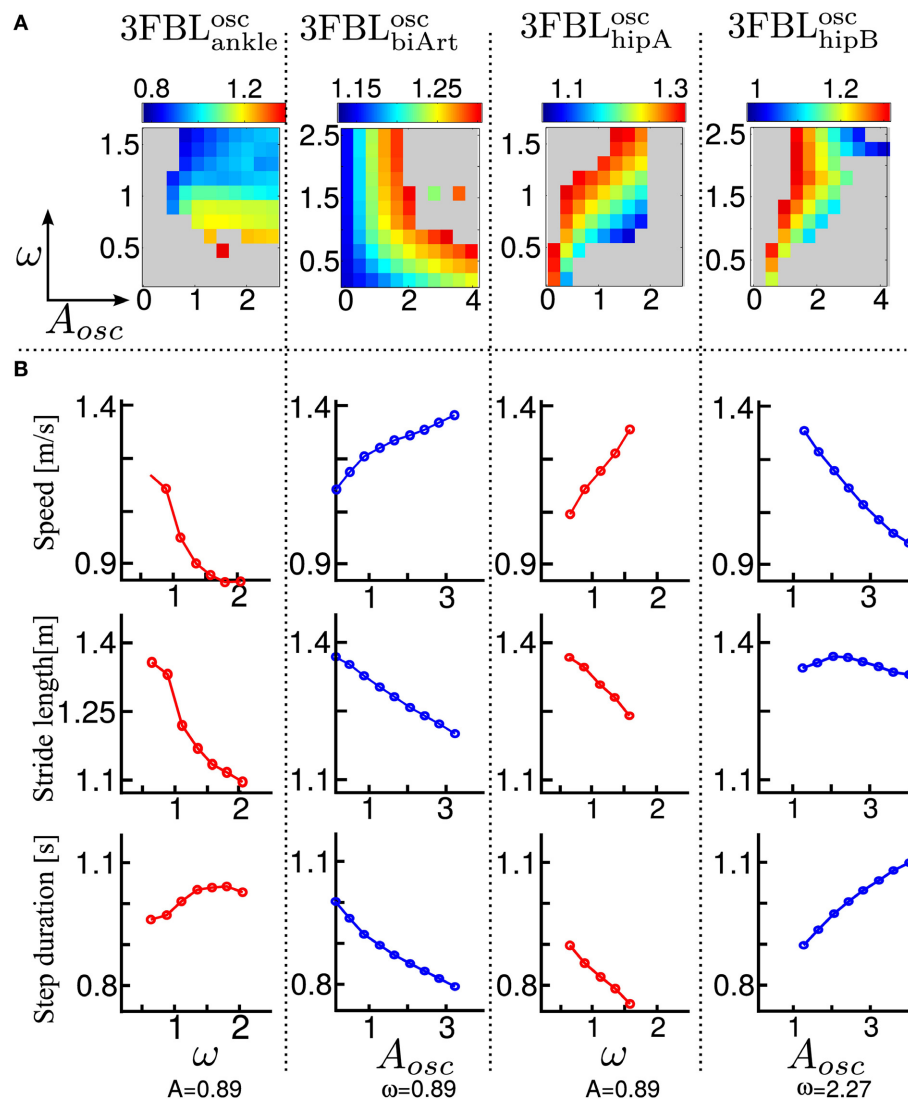 A
3FBL^osc_ankle 3FBL^osc_biArt 3FBL^osc_hipA 3FBL^osc_hipB
0.8 1.2 1.15 1.25 1.1 1.3 1 1.2
1.5 1 0.5
0 1 2
2.5 1.5 0.5
0 2 4
1.5 1 0.5
0 1 2
2.5 1.5 0.5
0 2 4
ω
A_osc
B
Speed [m/s]
1.4 0.9
1 2
1.4 0.9
1 3
1.4 0.9
1 2
1.4 0.9
1 3
Stride length[m]
1.4 1.25 1.1
1 2
1.4 1.1
1 3
1.4 1.1
1 2
1.4 1.1
1 3
Step duration [s]
1.1 0.8
1 2
1.1 0.8
1 3
1.1 0.8
1 2
1.1 0.8
1 3
ω A_osc ω A_osc
A=0.89 ω=0.89 A=0.89 ω=2.27